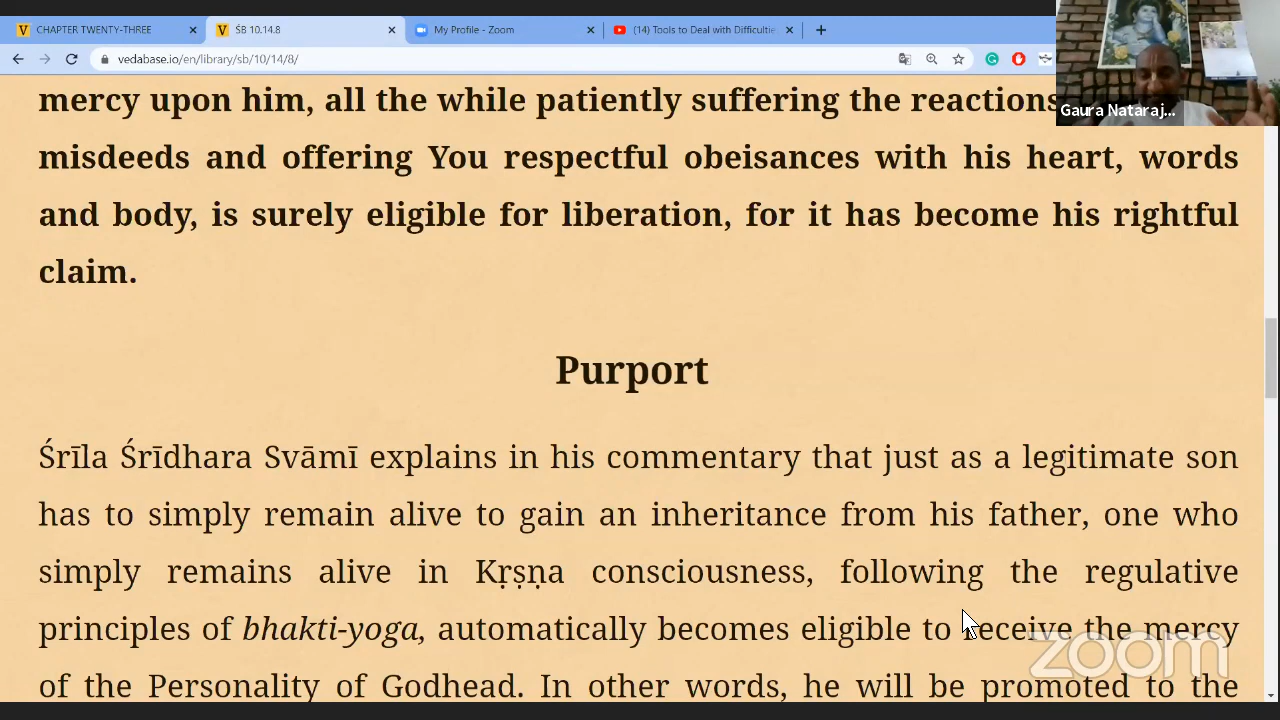 CHAPTER TWENTY-THREE
ŚB 10.14.8
My Profile - Zoom
(14) Tools to Deal with Difficultie
vedabase.io/en/library/sb/10/14/8/
Gaura Nataraj...
mercy upon him, all the while patiently suffering the reactions
misdeeds and offering You respectful obeisances with his heart, words
and body, is surely eligible for liberation, for it has become his rightful
claim.
Purport
Śrīla Śrīdhara Svāmī explains in his commentary that just as a legitimate son
has to simply remain alive to gain an inheritance from his father, one who
simply remains alive in Kṛṣṇa consciousness, following the regulative
principles of bhakti-yoga, automatically becomes eligible to receive the mercy
of the Personality of Godhead. In other words, he will be promoted to the
zoom